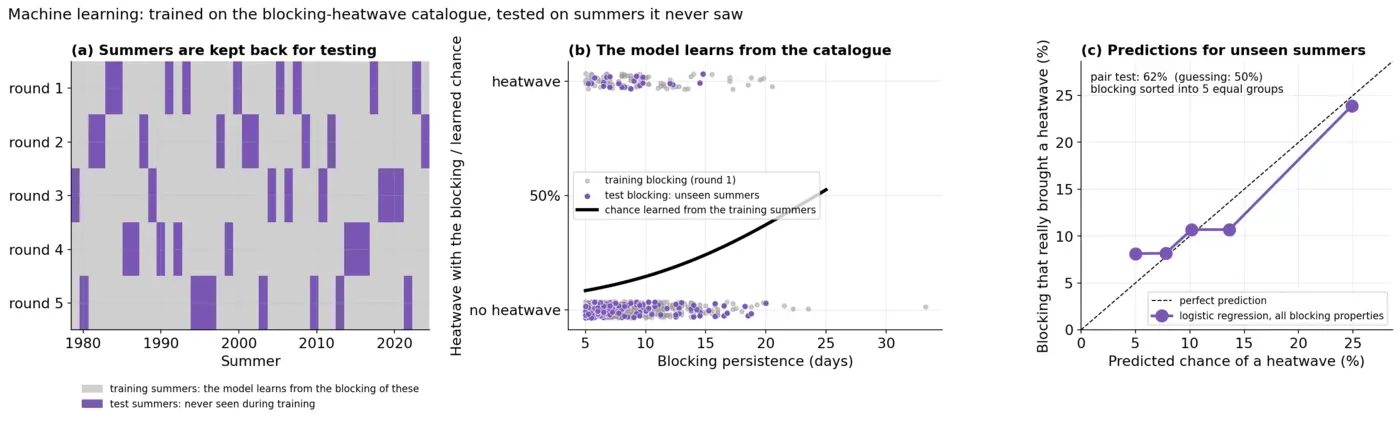 Machine learning: trained on the blocking-heatwave catalogue, tested on summers it never saw
(a) Summers are kept back for testing
round 1
round 2
round 3
round 4
round 5
1980 1990 2000 2010 2020
Summer
training summers: the model learns from the blocking of these
test summers: never seen during training
(b) The model learns from the catalogue
Heatwave with the blocking / learned chance
heatwave
50%
no heatwave
training blocking (round 1)
test blocking: unseen summers
chance learned from the training summers
5 10 15 20 25 30
Blocking persistence (days)
(c) Predictions for unseen summers
Blocking that really brought a heatwave (%)
pair test: 62% (guessing: 50%)
blocking sorted into 5 equal groups
25
20
15
10
5
0
perfect prediction
logistic regression, all blocking properties
0 5 10 15 20 25
Predicted chance of a heatwave (%)